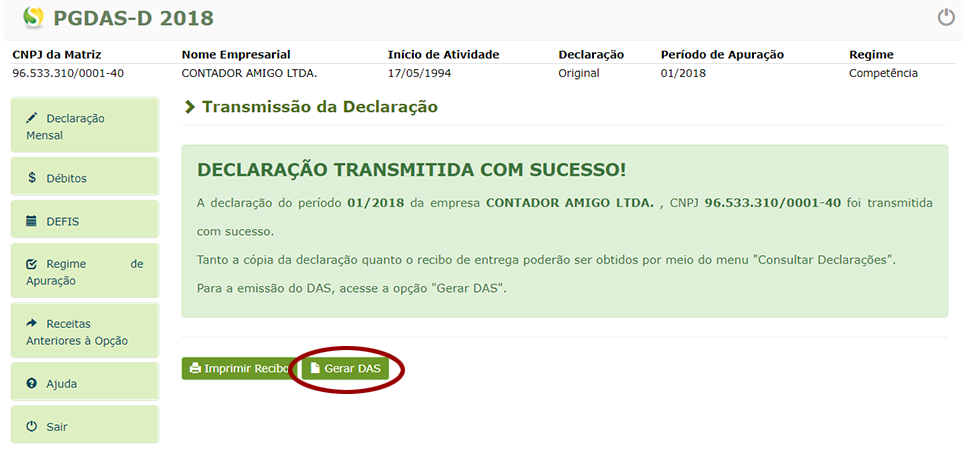 PGDAS-D 2018
CNPJ da Matriz Nome Empresarial Início de Atividade Declaração Período de Apuração Regime
96.533.310/0001-40 CONTADOR AMIGO LTDA. 17/05/1994 Original 01/2018 Competência
Declaração
Mensal
Débitos
DEFIS
Regime de
Apuração
Receitas
Anteriores à Opção
Ajuda
Sair
Transmissão da Declaração
DECLARAÇÃO TRANSMITIDA COM SUCESSO!
A declaração do período 01/2018 da empresa CONTADOR AMIGO LTDA. , CNPJ 96.533.310/0001-40 foi transmitida
com sucesso.
Tanto a cópia da declaração quanto o recibo de entrega poderão ser obtidos por meio do menu "Consultar Declarações".
Para a emissão do DAS, acesse a opção "Gerar DAS".
Imprimir Recibo Gerar DAS